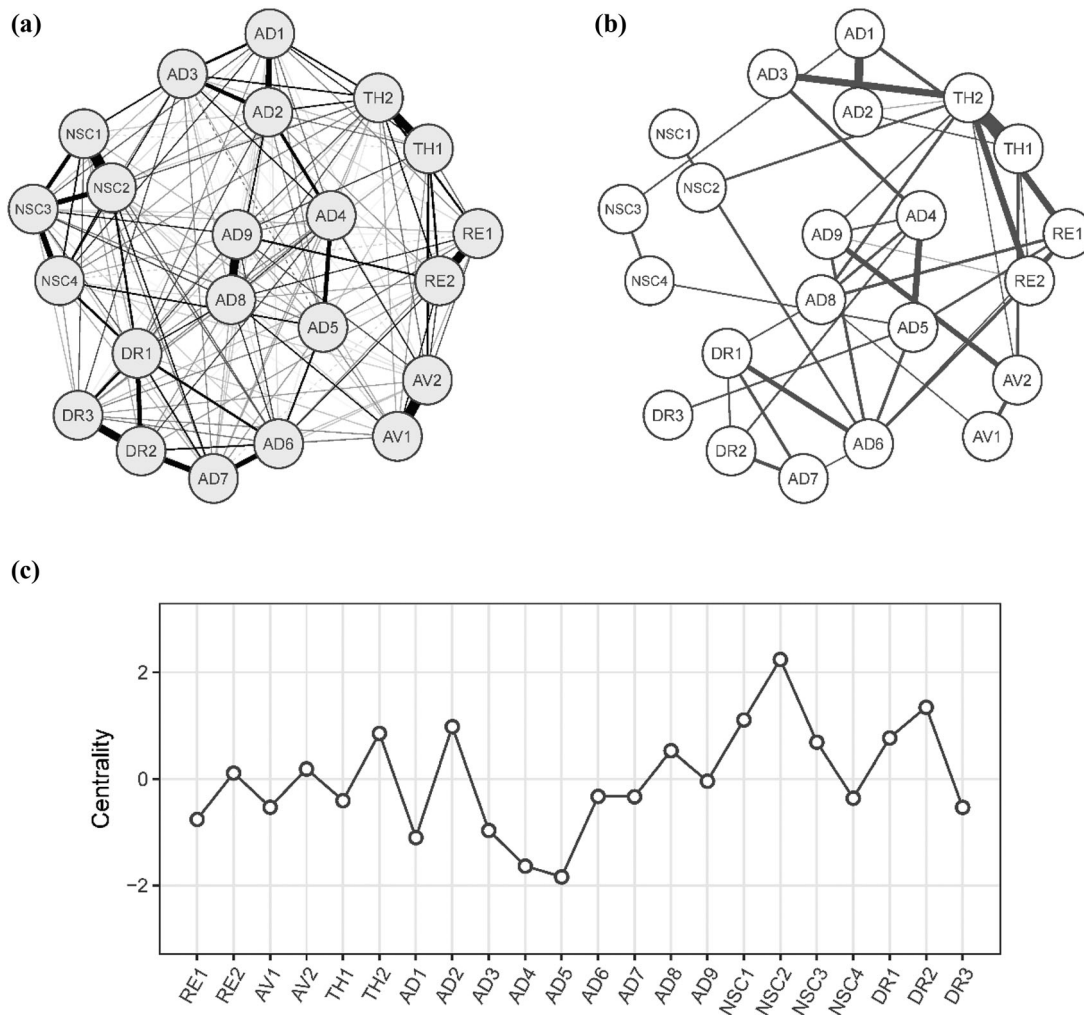 (a)
AD1
AD3
AD2
TH2
NSC1
TH1
NSC2
NSC3
AD4
AD9
RE1
NSC4
RE2
AD8
AD5
DR1
AV2
DR3
AV1
DR2
AD6
AD7
(b)
AD1
AD3
TH2
AD2
NSC1
TH1
NSC2
NSC3
AD4
AD9
RE1
NSC4
RE2
AD8
AD5
DR1
AV2
DR3
AV1
DR2
AD6
AD7
(c)
Centrality
2
0
−2
RE1 RE2 AV1 AV2 TH1 TH2 AD1 AD2 AD3 AD4 AD5 AD6 AD7 AD8 AD9 NSC1 NSC2 NSC3 NSC4 DR1 DR2 DR3